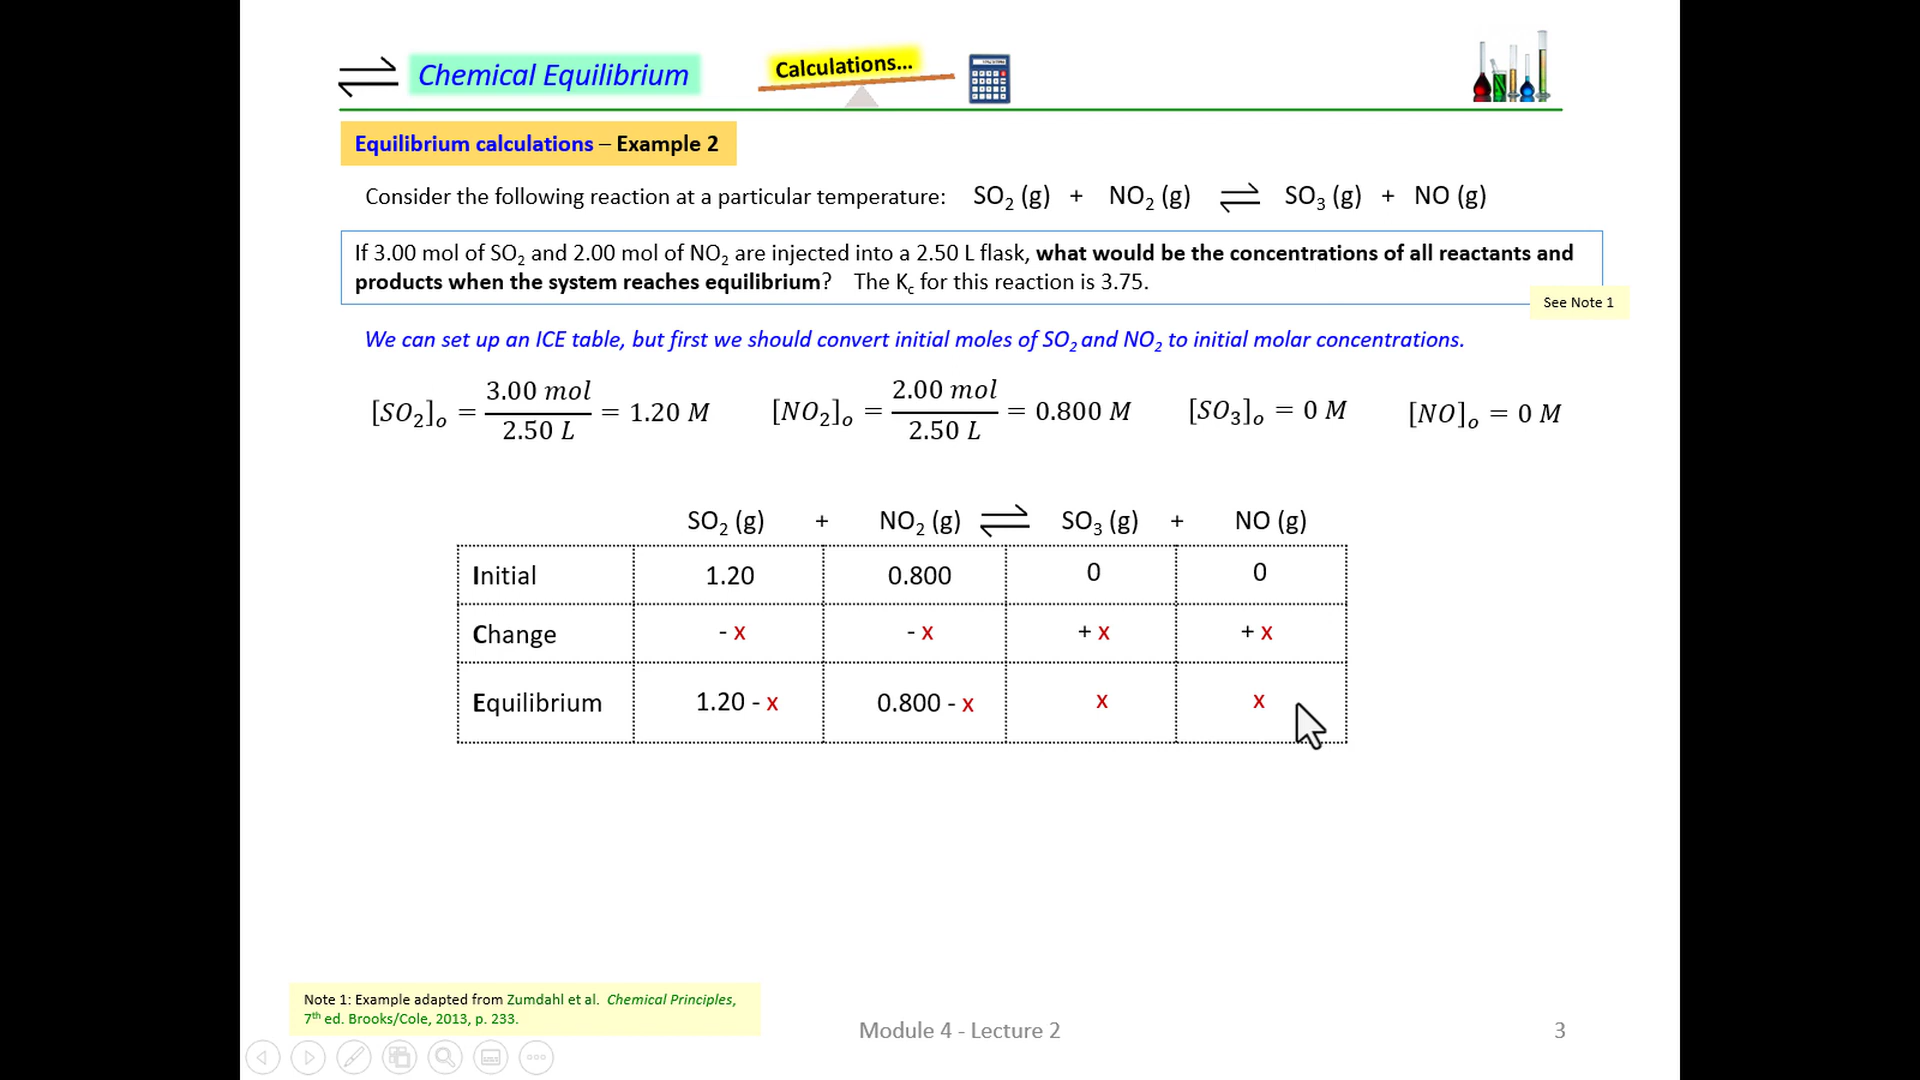 Chemical Equilibrium
Calculations...
Equilibrium calculations – Example 2
Consider the following reaction at a particular temperature: SO₂ (g) + NO₂ (g) ⇌ SO₃ (g) + NO (g)
If 3.00 mol of SO₂ and 2.00 mol of NO₂ are injected into a 2.50 L flask, what would be the concentrations of all reactants and
products when the system reaches equilibrium? The K꜀ for this reaction is 3.75.
See Note 1
We can set up an ICE table, but first we should convert initial moles of SO₂ and NO₂ to initial molar concentrations.
[SO₂]ₒ = 3.00 mol / 2.50 L = 1.20 M [NO₂]ₒ = 2.00 mol / 2.50 L = 0.800 M [SO₃]ₒ = 0 M [NO]ₒ = 0 M
SO₂ (g) + NO₂ (g) ⇌ SO₃ (g) + NO (g)
Initial 1.20 0.800 0 0
Change - x - x + x + x
Equilibrium 1.20 - x 0.800 - x x x
Note 1: Example adapted from Zumdahl et al. Chemical Principles,
7th ed. Brooks/Cole, 2013, p. 233.
Module 4 - Lecture 2
3